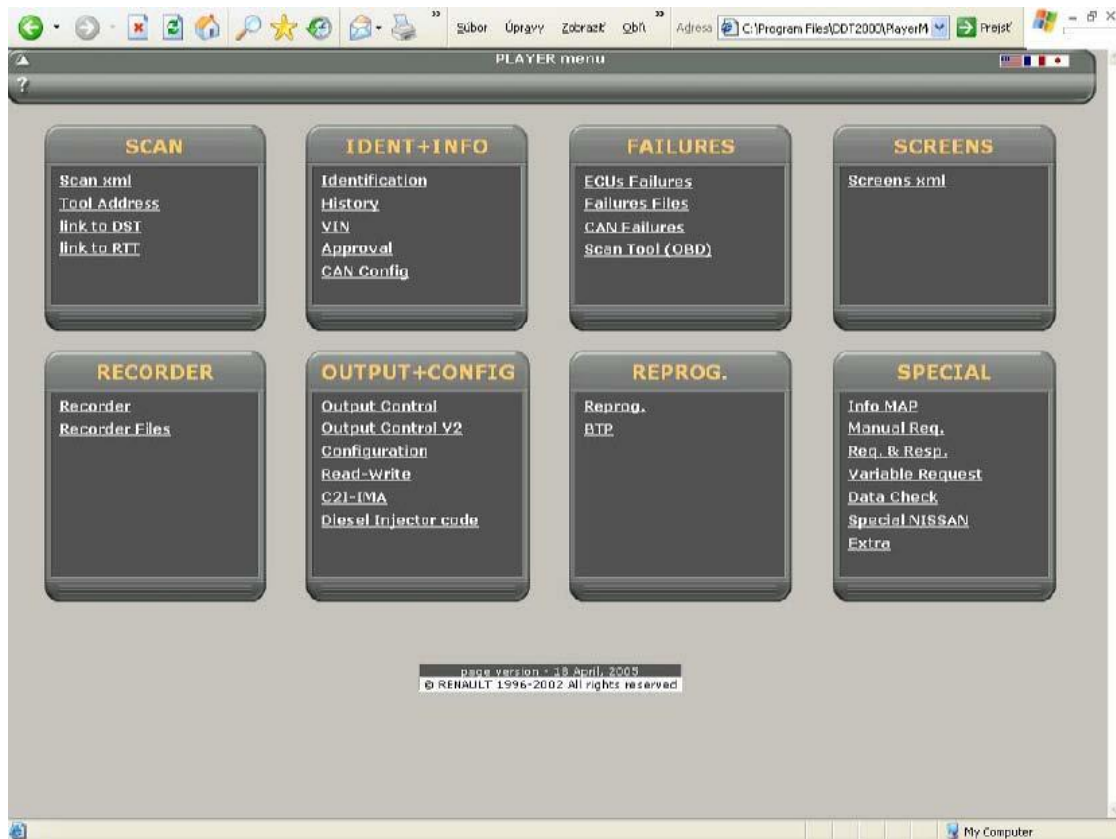 Súbor Úpravy Zobraziť Obľ Adresa C:\Program Files\DDT2000\PlayerM Prejsť
PLAYER menu
?
SCAN
Scan xml
Tool Address
link to DST
link to RTT
IDENT+INFO
Identification
History
VIN
Approval
CAN Config
FAILURES
ECUs Failures
Failures Files
CAN Failures
Scan Tool (OBD)
SCREENS
Screens xml
RECORDER
Recorder
Recorder Files
OUTPUT+CONFIG
Output Control
Output Control V2
Configuration
Read-Write
C2I-IMA
Diesel Injector code
REPROG.
Reprog.
BTP
SPECIAL
Info MAP
Manual Req.
Req. & Resp.
Variable Request
Data Check
Special NISSAN
Extra
page version - 18 April, 2005
© RENAULT 1996-2002 All rights reserved
My Computer